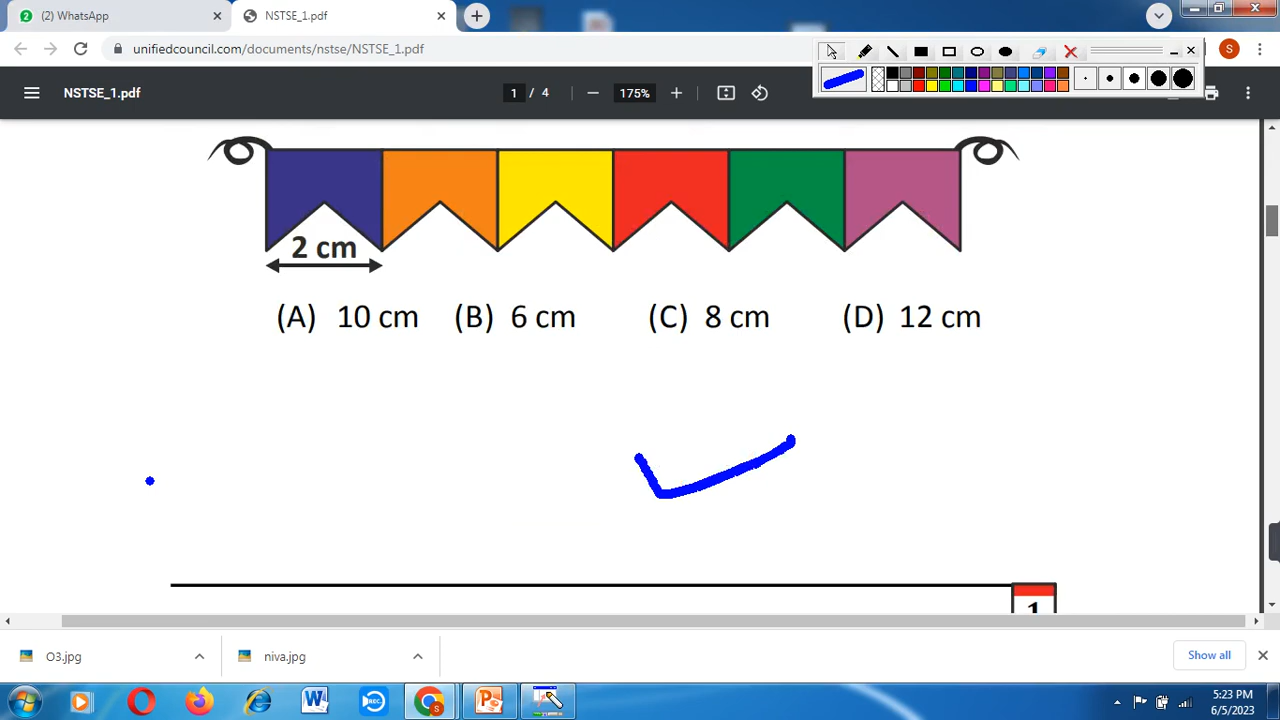 (2) WhatsApp
NSTSE_1.pdf
unifiedcouncil.com/documents/nstse/NSTSE_1.pdf
S
NSTSE_1.pdf
1 / 4
175%
2 cm
(A) 10 cm (B) 6 cm (C) 8 cm (D) 12 cm
1
O3.jpg
niva.jpg
Show all
REC
S
5:23 PM
6/5/2023